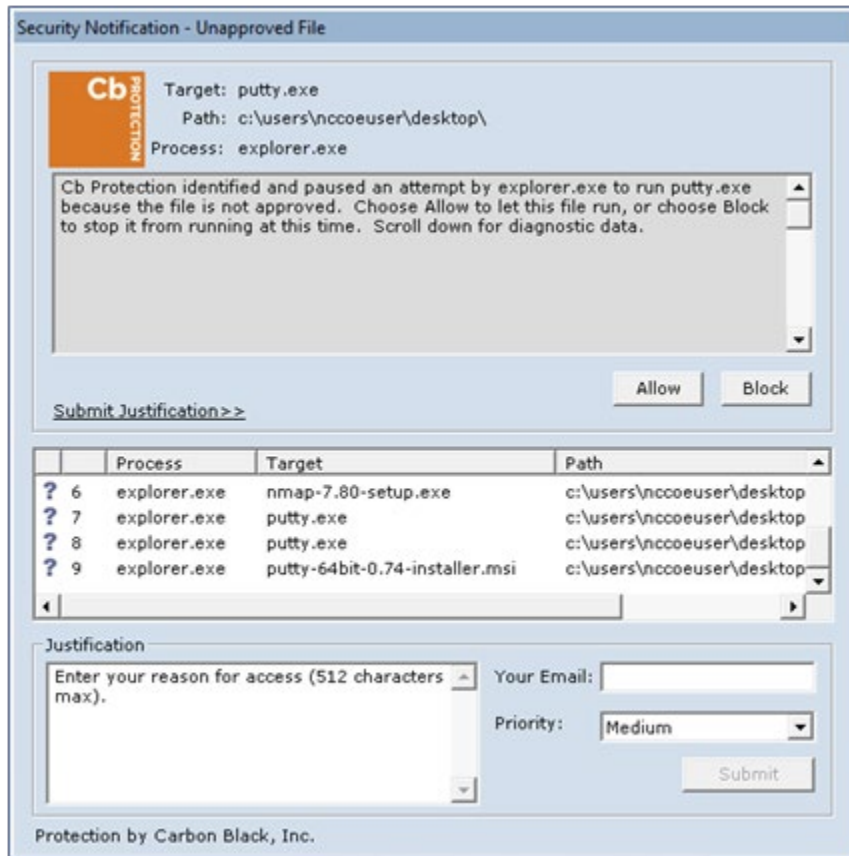 Security Notification - Unapproved File
Cb PROTECTION
Target: putty.exe
Path: c:\users\nccoeuser\desktop\
Process: explorer.exe
Cb Protection identified and paused an attempt by explorer.exe to run putty.exe
because the file is not approved. Choose Allow to let this file run, or choose Block
to stop it from running at this time. Scroll down for diagnostic data.
Allow Block
Submit Justification>>
Process Target Path
? 6 explorer.exe nmap-7.80-setup.exe c:\users\nccoeuser\desktop
? 7 explorer.exe putty.exe c:\users\nccoeuser\desktop
? 8 explorer.exe putty.exe c:\users\nccoeuser\desktop
? 9 explorer.exe putty-64bit-0.74-installer.msi c:\users\nccoeuser\desktop
Justification
Enter your reason for access (512 characters
max).
Your Email:
Priority: Medium
Submit
Protection by Carbon Black, Inc.